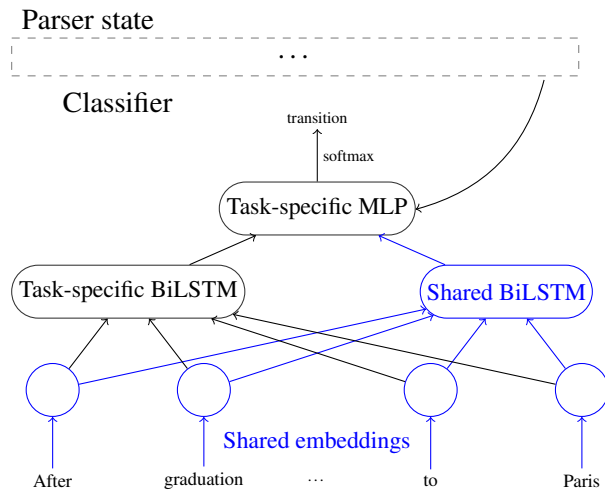 Parser state
...
Classifier
transition
softmax
Task-specific MLP
Task-specific BiLSTM
Shared BiLSTM
Shared embeddings
After graduation ... to Paris